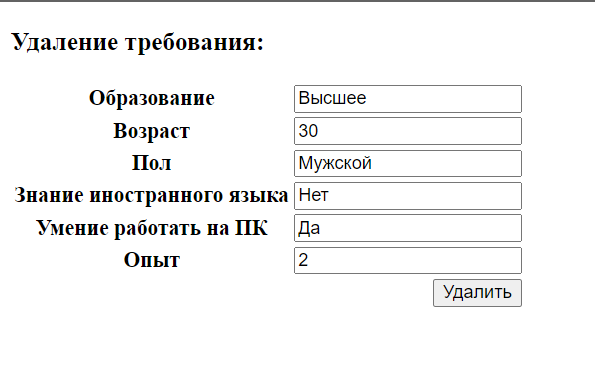 Удаление требования:
Образование Высшее
Возраст 30
Пол Мужской
Знание иностранного языка Нет
Умение работать на ПК Да
Опыт 2
Удалить